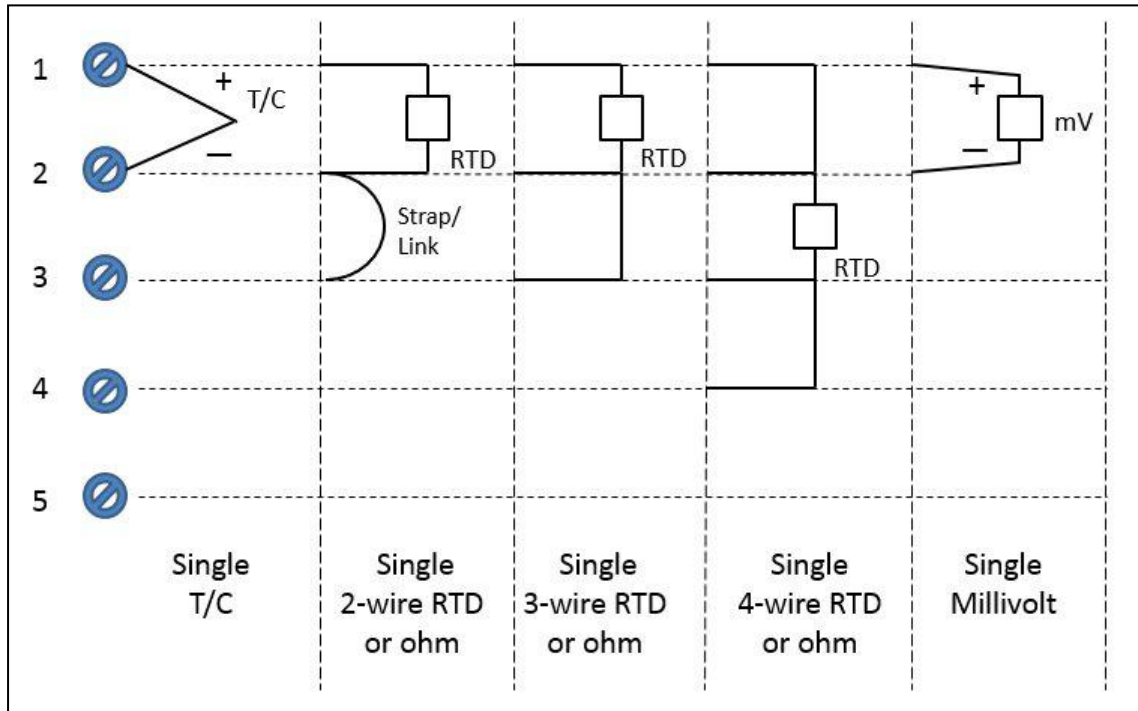 1
+
T/C
—
2
3
4
5
RTD
Strap/
Link
RTD
RTD
+
—
mV
Single
T/C
Single
2-wire RTD
or ohm
Single
3-wire RTD
or ohm
Single
4-wire RTD
or ohm
Single
Millivolt